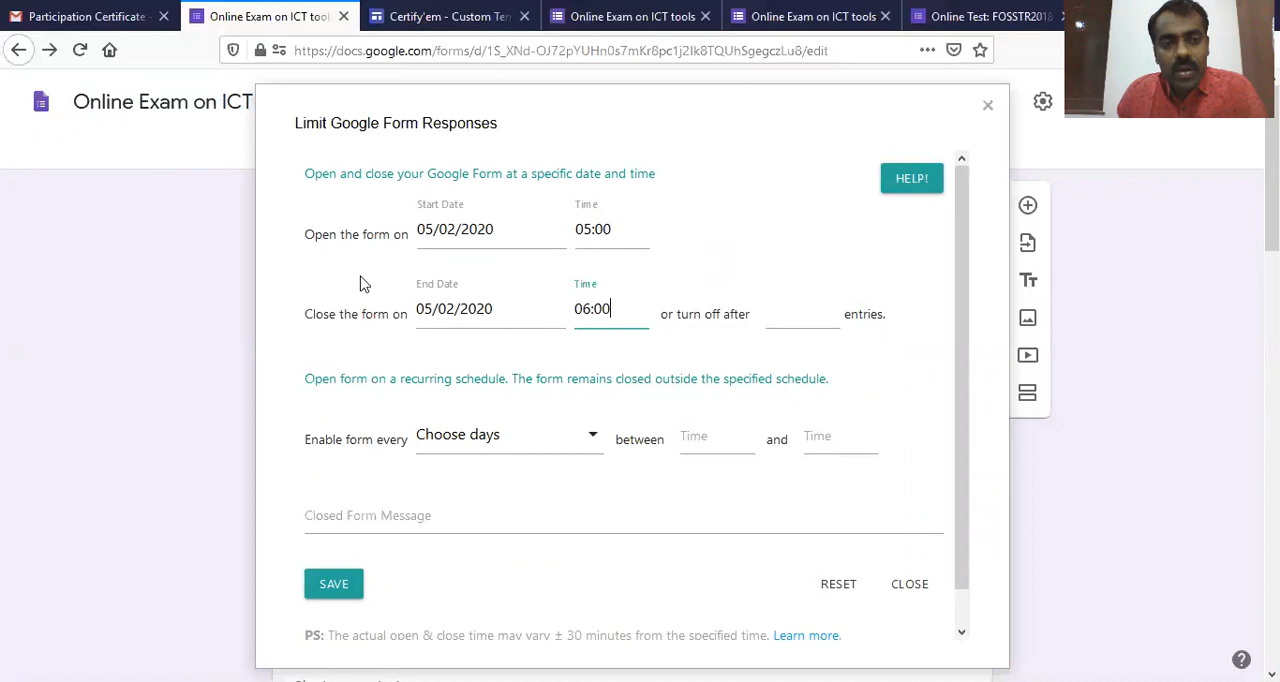 Participation Certificate -
Online Exam on ICT tool
Certify'em - Custom Ter
Online Exam on ICT tools
Online Exam on ICT tools
Online Test: FOSSTR2018
https://docs.google.com/forms/d/1S_XNd-OJ72pYUHn0s7mKr8pc1j2Ik8TQUhSgegczLu8/edit
Online Exam on ICT
Limit Google Form Responses
Open and close your Google Form at a specific date and time
HELP!
Start Date Time
Open the form on 05/02/2020 05:00
End Date Time
Close the form on 05/02/2020 06:00 or turn off after entries.
Open form on a recurring schedule. The form remains closed outside the specified schedule.
Enable form every Choose days between Time and Time
Closed Form Message
SAVE RESET CLOSE
PS: The actual open & close time may vary ± 30 minutes from the specified time. Learn more.